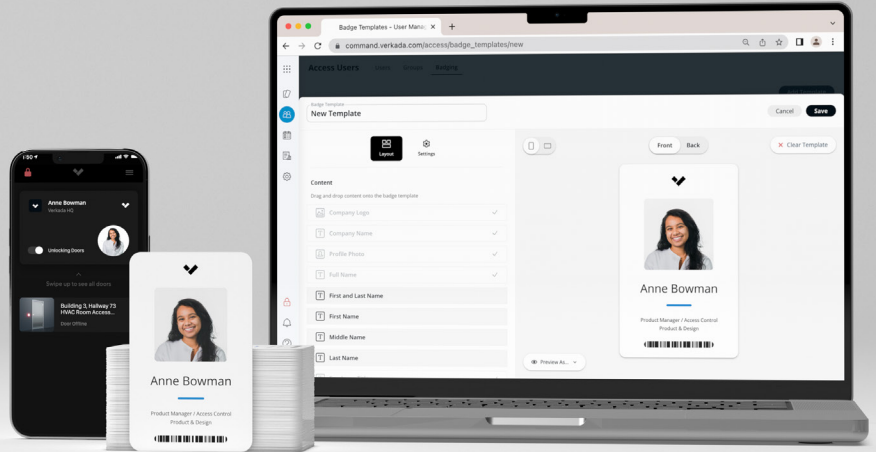 Badge Templates – User Manag
command.verkada.com/access/badge_templates/new
Access Users
Badging
Badge Template
New Template
Cancel
Save
Layout
Settings
Front
Back
Clear Template
Content
Drag and drop content onto the badge template
Company Logo
Company Name
Profile Photo
Full Name
First and Last Name
First Name
Middle Name
Last Name
Anne Bowman
Product Manager / Access Control
Product & Design
Preview As...
1:50
Anne Bowman
Verkada HQ
Unlocking Doors
Swipe up to see all doors
Building 3, Hallway 73
HVAC Room Access...
Door Offline
Anne Bowman
Product Manager / Access Control
Product & Design